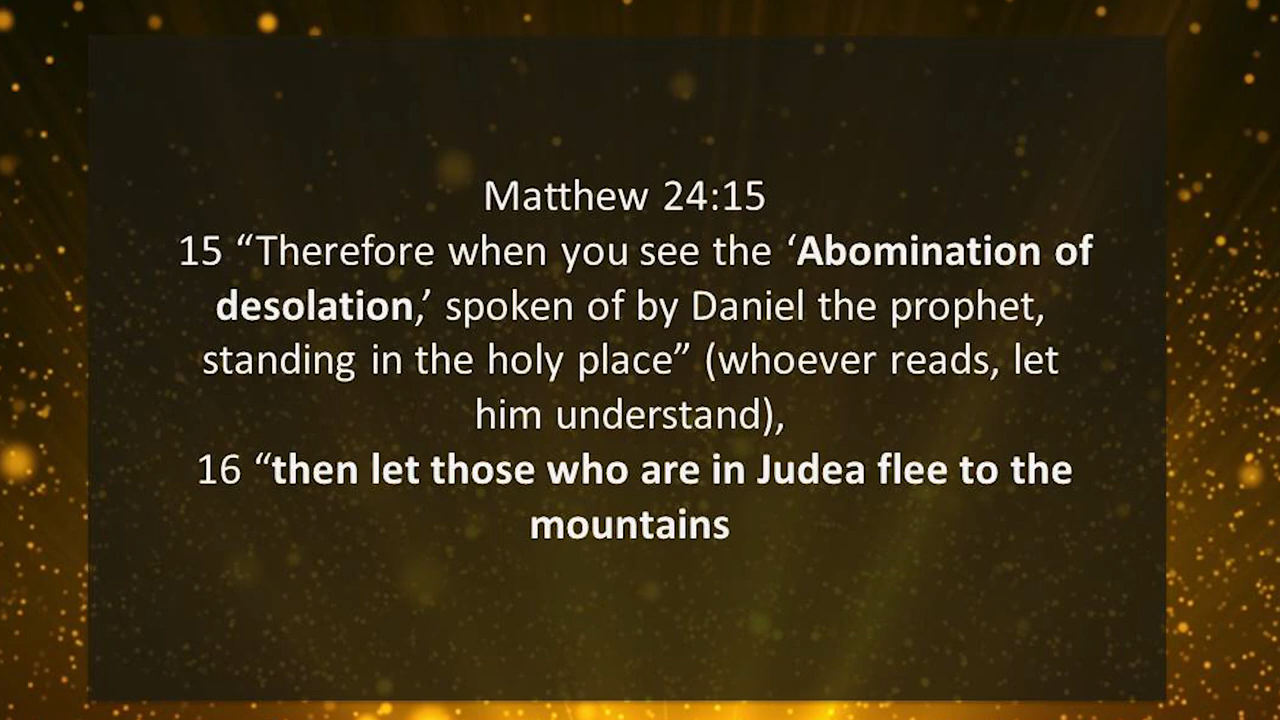 Matthew 24:15
15 “Therefore when you see the ‘Abomination of
desolation,’ spoken of by Daniel the prophet,
standing in the holy place” (whoever reads, let
him understand),
16 “then let those who are in Judea flee to the
mountains